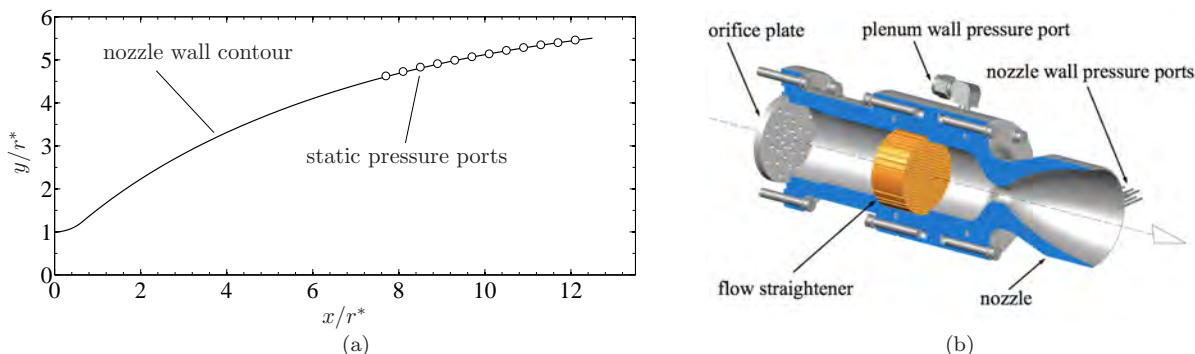 nozzle wall contour
static pressure ports
y/r*
6
5
4
3
2
1
0
0
2
4
6
8
10
12
x/r*
(a)
orifice plate
plenum wall pressure port
nozzle wall pressure ports
flow straightener
nozzle
(b)